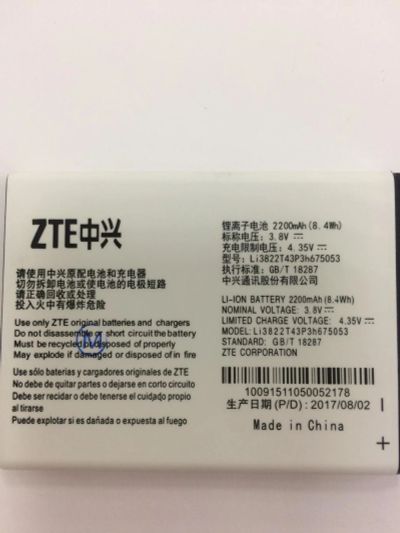 ZTE中兴
请使用中兴原配电池和充电器
切勿拆卸电池或使电池的电极短路
请正确回收处理
投入火中有爆炸危险
Use only ZTE original batteries and chargers
Do not disassemble or short circuit the battery
Must be recycled or disposed of properly
May explode if damaged or disposed of in fire
Use sólo baterías y cargadores originales de ZTE
No debe de quitar partes o dejarla en corto circuito
Debe ser reciclado o desechado de manera propia
al tirarse
Puede explotar si es dañado o expuesto al fuego
M
锂离子电池 2200mAh(8.4Wh)
标称电压: 3.8V
充电限制电压: 4.35V
型号: Li3822T43P3h675053
执行标准: GB/T 18287
中兴通讯股份有限公司
LI-ION BATTERY 2200mAh(8.4Wh)
NOMINAL VOLTAGE: 3.8V
LIMITED CHARGE VOLTAGE: 4.35V
MODEL: Li3822T43P3h675053
STANDARD: GB/T 18287
ZTE CORPORATION
10091511050052178
生产日期 (P/D): 2017/08/02
Made in China
—
+